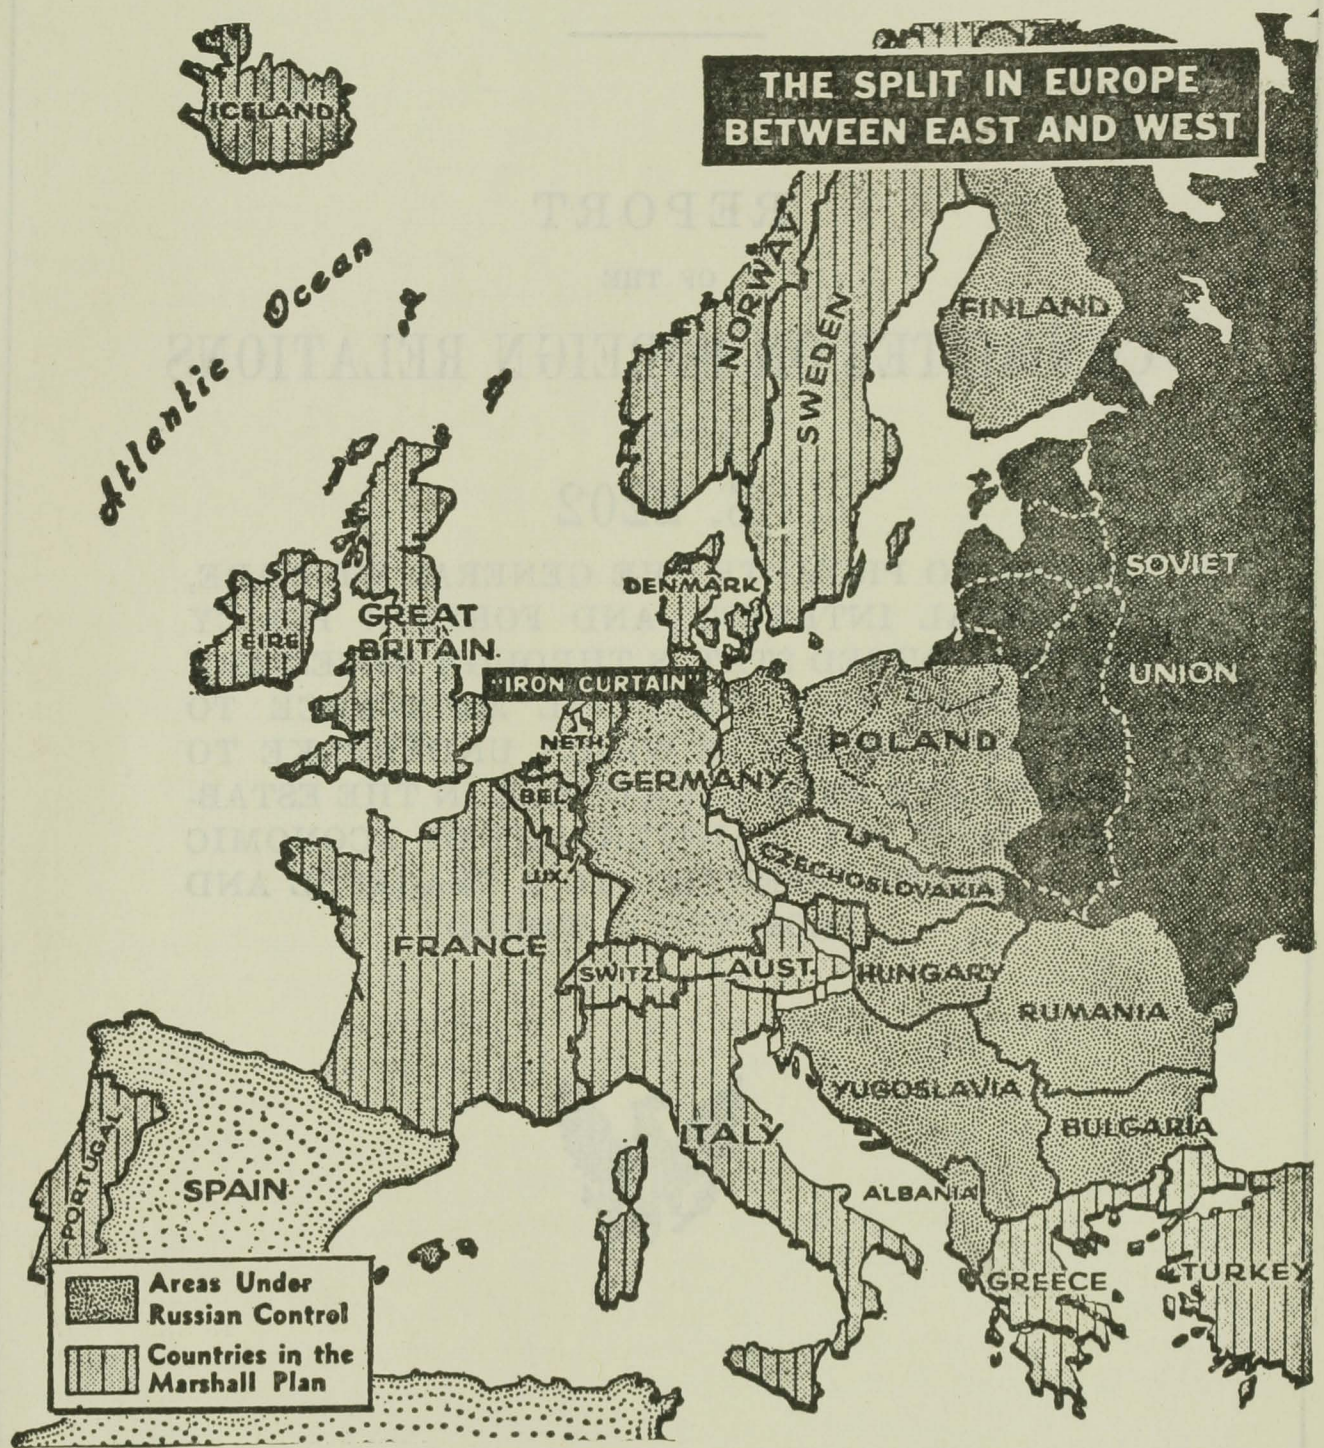 THE SPLIT IN EUROPE
BETWEEN EAST AND WEST
ICELAND
Atlantic Ocean
NORWAY
SWEDEN
FINLAND
SOVIET
UNION
DENMARK
EIRE
GREAT
BRITAIN
"IRON CURTAIN"
NETH.
BEL.
LUX.
GERMANY
POLAND
CZECHOSLOVAKIA
FRANCE
SWITZ.
AUST.
HUNGARY
RUMANIA
YUGOSLAVIA
BULGARIA
ITALY
ALBANIA
PORTUGAL
SPAIN
GREECE
TURKEY
Areas Under
Russian Control
Countries in the
Marshall Plan